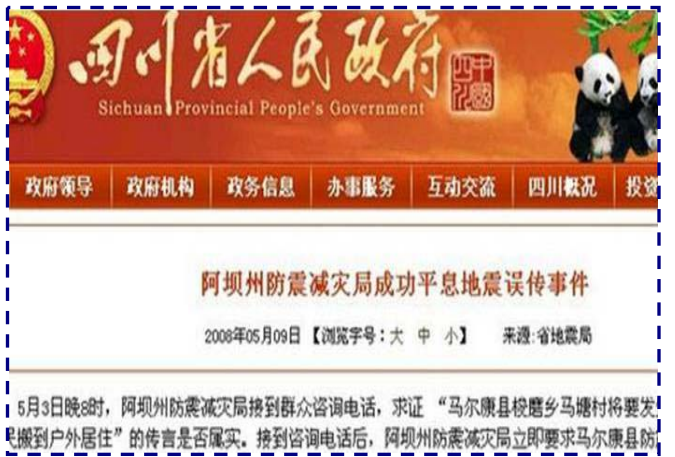 四川省人民政府
中國四川
Sichuan Provincial People's Government
政府领导 政府机构 政务信息 办事服务 互动交流 四川概况 投资
阿坝州防震减灾局成功平息地震误传事件
2008年05月09日 【浏览字号：大 中 小】 来源:省地震局
5月3日晚8时，阿坝州防震减灾局接到群众咨询电话，求证 “马尔康县梭磨乡马塘村将要发
民搬到户外居住”的传言是否属实。接到咨询电话后，阿坝州防震减灾局立即要求马尔康县防